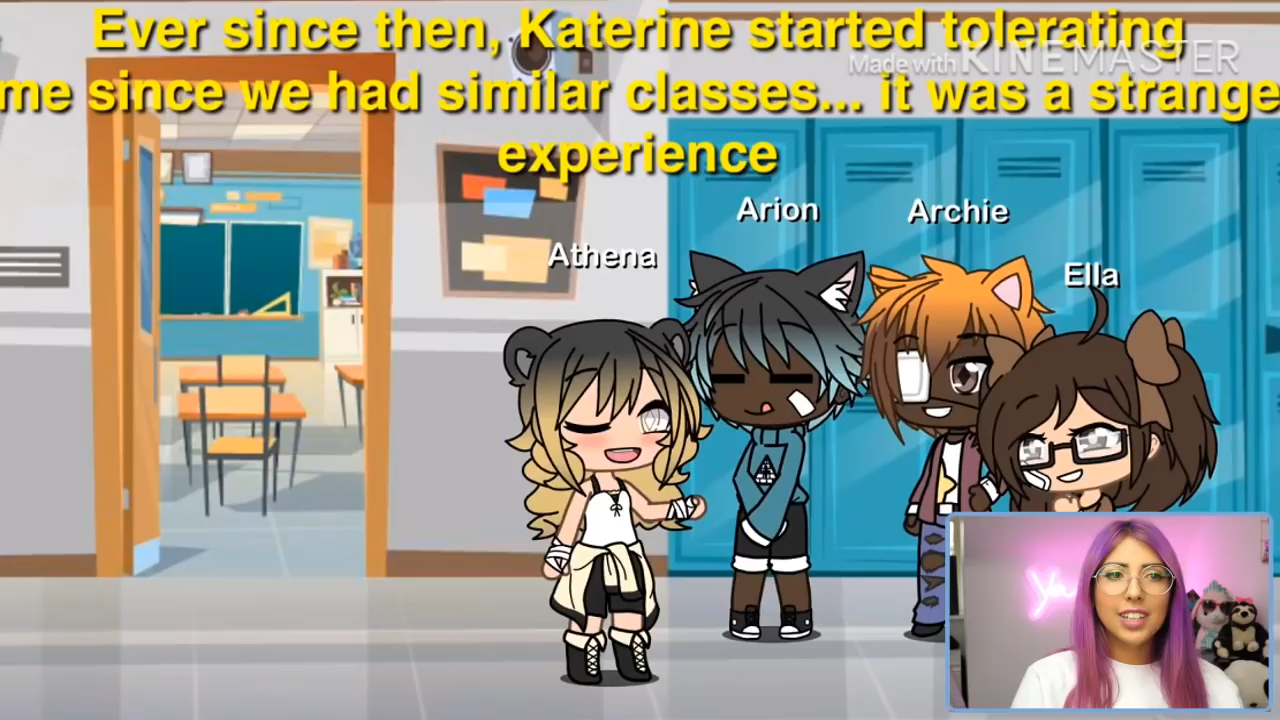 Ever since then, Katerine started tolerating
Made with KINEMASTER
me since we had similar classes... it was a strange
experience
Arion
Archie
Athena
Ella